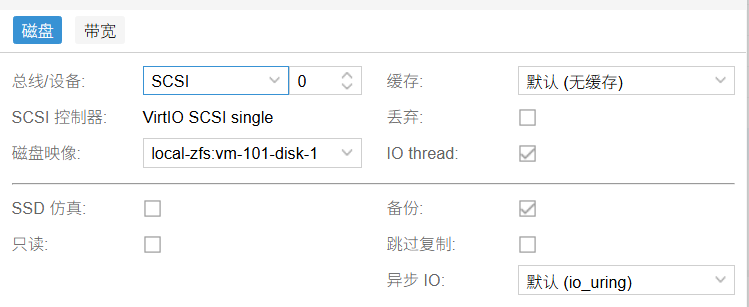 磁盘 带宽
总线/设备: SCSI 0 缓存: 默认 (无缓存)
SCSI 控制器: VirtIO SCSI single 丢弃:
磁盘映像: local-zfs:vm-101-disk-1 IO thread:
SSD 仿真: 备份:
只读: 跳过复制:
异步 IO: 默认 (io_uring)